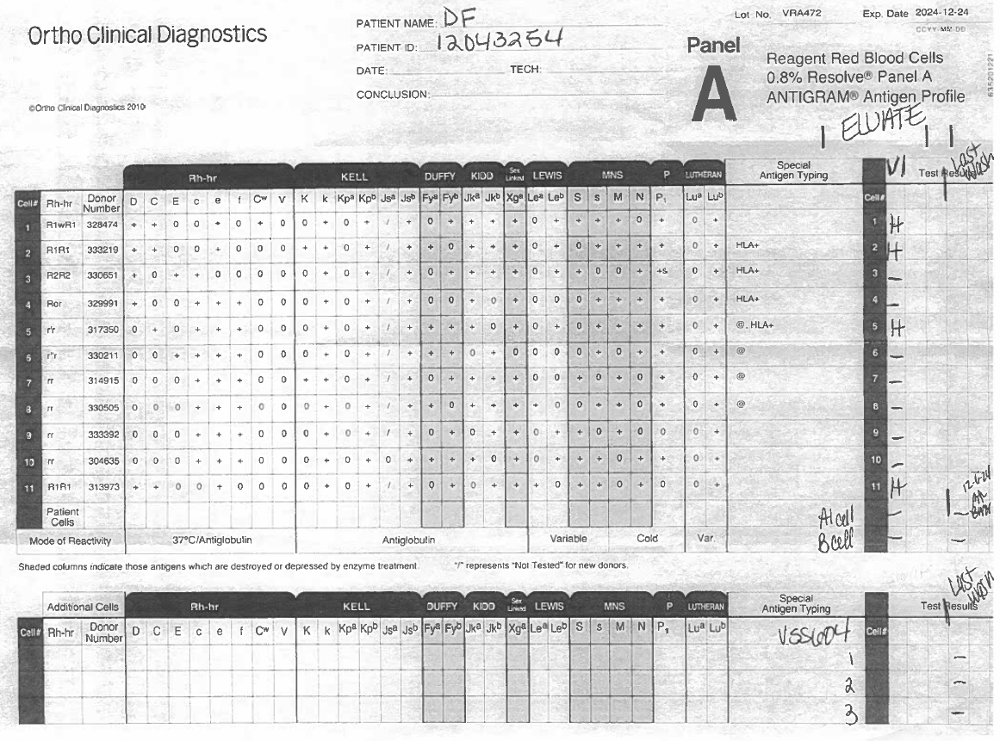 Ortho Clinical Diagnostics
©Ortho Clinical Diagnostics 2010
PATIENT NAME: DF
PATIENT ID: 12043254
DATE: TECH:
CONCLUSION:
Lot No. VRA472 Exp. Date 2024-12-24
CCYY-MM-DD
Panel
A
Reagent Red Blood Cells
0.8% Resolve® Panel A
ANTIGRAM® Antigen Profile
635201221
ELUATE
Rh-hr KELL DUFFY KIDD Sex Linked LEWIS MNS P LUTHERAN Special Antigen Typing VI Test Results Last Wash
Cell# Rh-hr Donor Number D C E c e f Cw V K k Kpa Kpb Jsa Jsb Fya Fyb Jka Jkb Xga Lea Leb S s M N P1 Lua Lub Cell#
1 R1wR1 328474 + + 0 0 + 0 + 0 0 + 0 + / + 0 + + + + 0 + + + + 0 + 0 + 1 H
2 R1R1 333219 + + 0 0 + 0 0 0 + + 0 + / + + 0 + + + 0 + + + + + + 0 + HLA+ 2 H
3 R2R2 330651 + 0 + + 0 0 0 0 0 + 0 + / + 0 + + + + 0 + + 0 0 + +s 0 + HLA+ 3 –
4 Ror 329991 + 0 0 + + + 0 0 0 + 0 + / + 0 0 + 0 + 0 0 0 + + + + 0 + HLA+ 4 –
5 r'r 317350 0 + 0 + + + 0 0 0 + 0 + / + + + + 0 + 0 + 0 + + + + 0 + @. HLA+ 5 H
6 r"r 330211 0 0 + + + + 0 0 0 + 0 + / + + + 0 + 0 0 0 0 + 0 + + 0 + @ 6 –
7 rr 314915 0 0 0 + + + 0 0 + + 0 + / + 0 + + + + 0 0 + 0 + 0 + 0 + @ 7 –
8 rr 330505 0 0 0 + + + 0 0 0 + 0 + / + + 0 + + + + 0 0 + + + + 0 + @ 8 –
9 rr 333392 0 0 0 + + + 0 0 + + 0 + / + 0 + 0 + + 0 + + 0 + 0 0 0 + 9 –
10 rr 304635 0 0 0 + + + 0 0 + 0 0 + 0 + + + + 0 + 0 + + + 0 + + 0 + 10 –
11 R1R1 313973 + + 0 0 + 0 0 0 0 + 0 + / + 0 + 0 + + + 0 + + + 0 0 0 + 11 H
Patient Cells
A1 cell – –
B cell – –
12-6-24
Mode of Reactivity 37°C/Antiglobutin Antiglobutin Variable Cold Var.
Shaded columns indicate those antigens which are destroyed or depressed by enzyme treatment. "/" represents "Not Tested" for new donors.
Additional Cells Rh-hr KELL DUFFY KIDD Sex Linked LEWIS MNS P LUTHERAN Special Antigen Typing Test Results Last Wash
Cell# Rh-hr Donor Number D C E c e f Cw V K k Kpa Kpb Jsa Jsb Fya Fyb Jka Jkb Xga Lea Leb S s M N P1 Lua Lub VSS604 Cell#
1 –
2 –
3 –